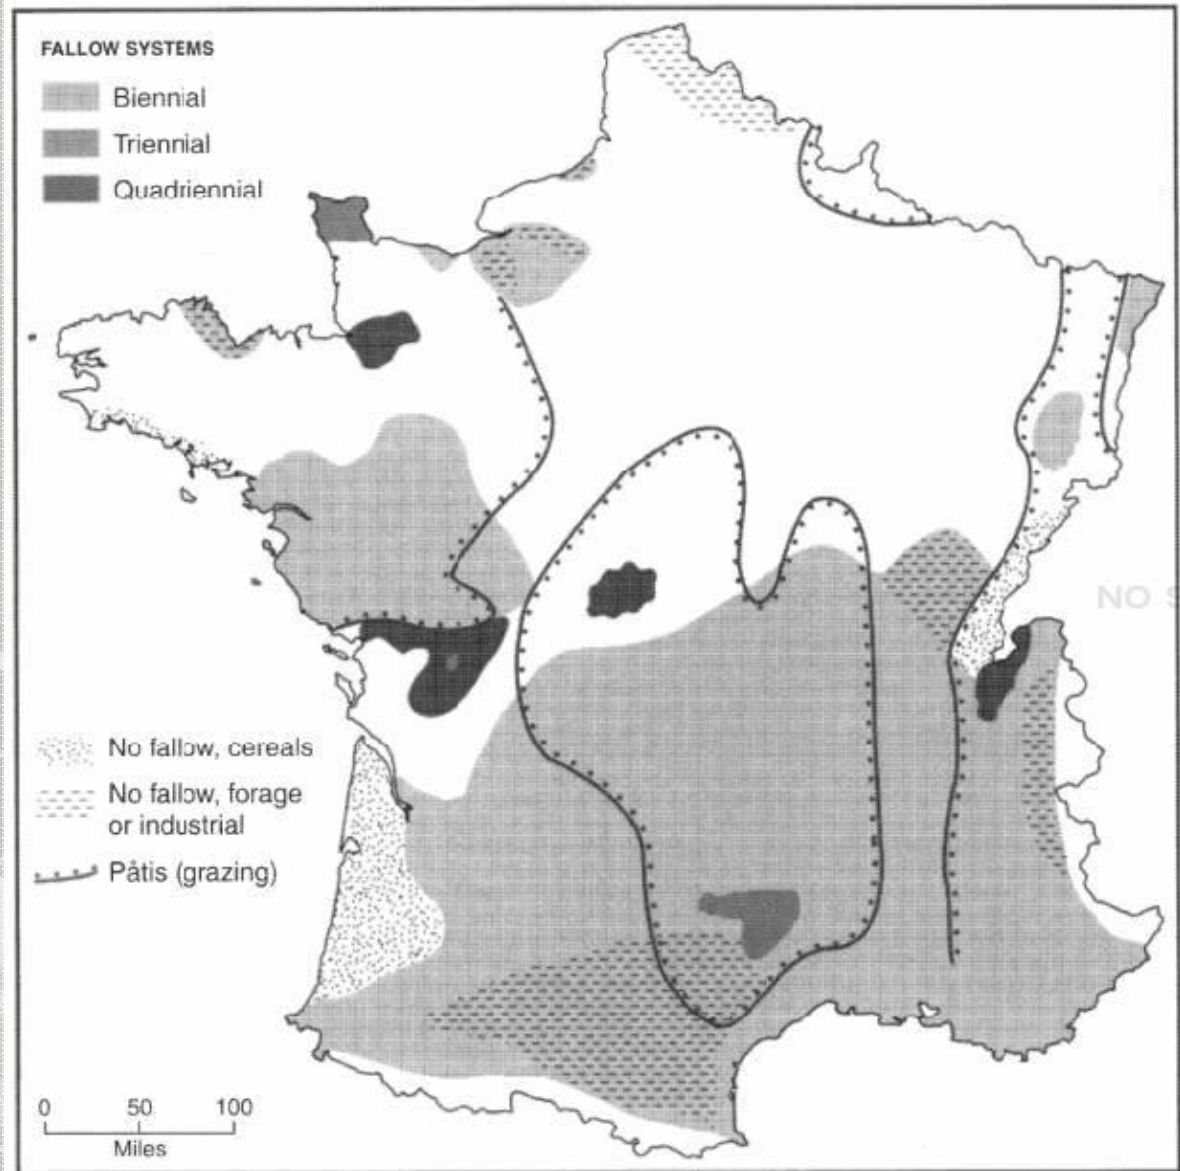 FALLOW SYSTEMS
Biennial
Triennial
Quadriennial
NO S
No fallow, cereals
No fallow, forage
or industrial
Pâtis (grazing)
0 50 100
Miles